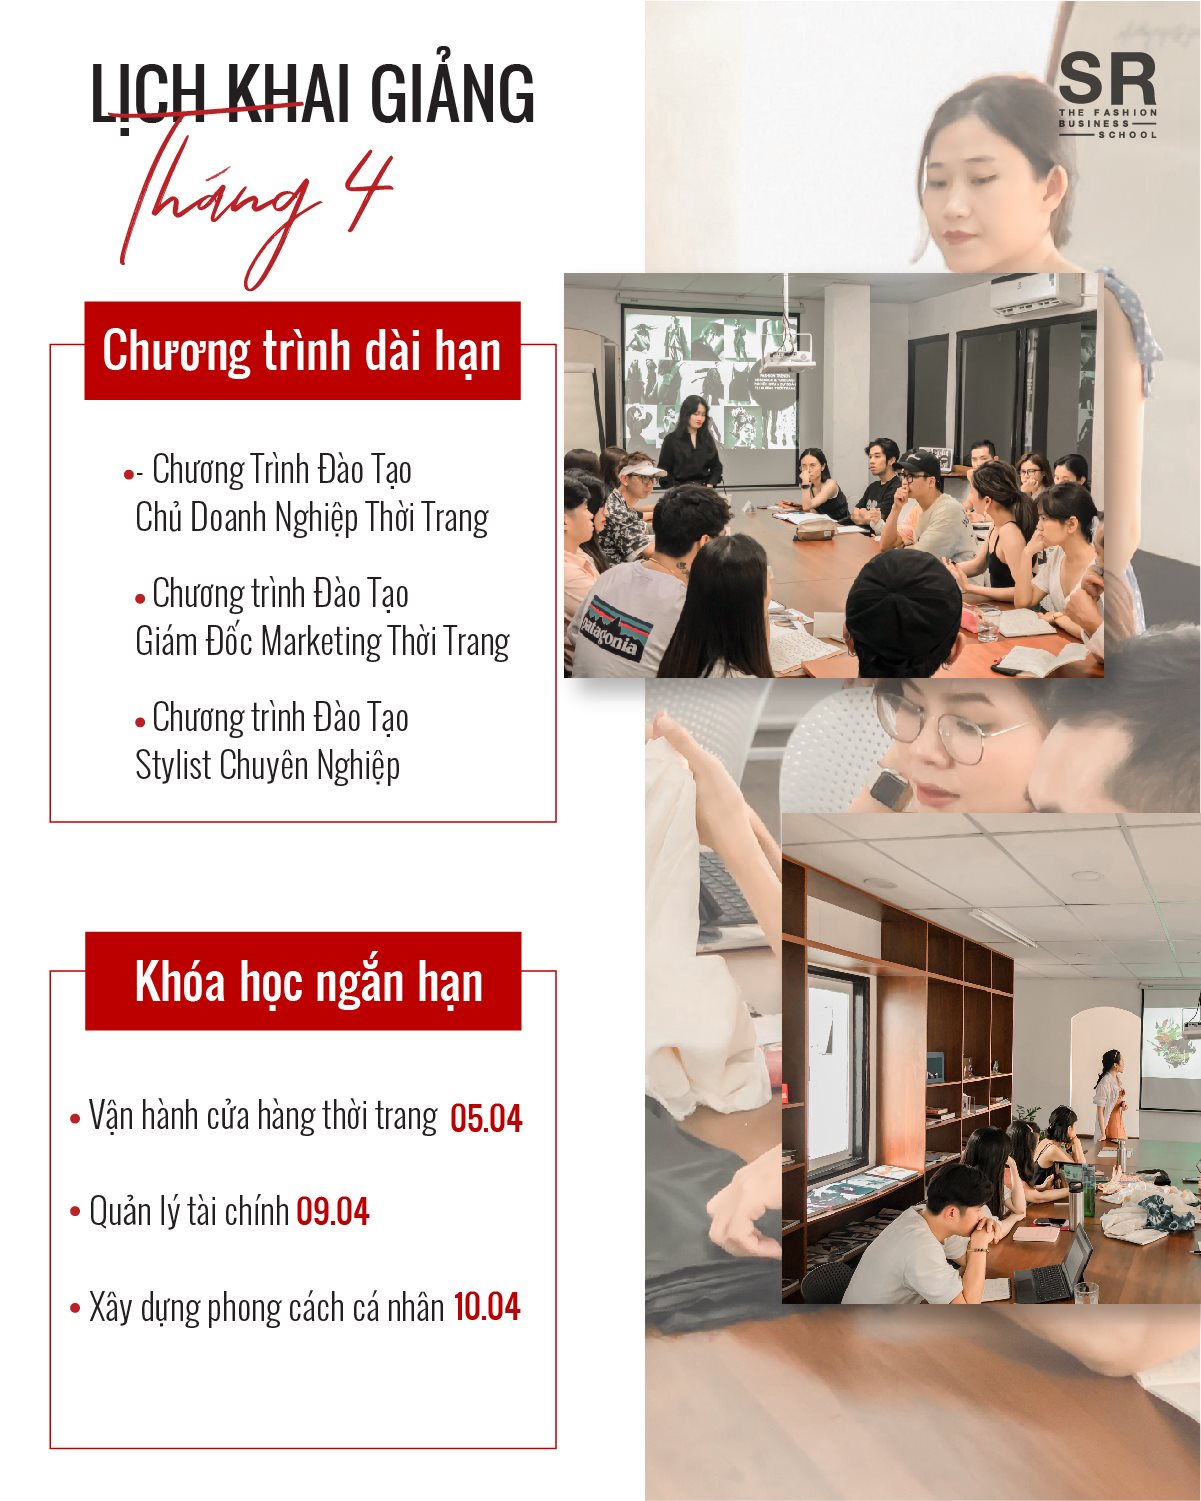 LỊCH KHAI GIẢNG
Tháng 4
SR
THE FASHION
BUSINESS
SCHOOL
Chương trình dài hạn
- Chương Trình Đào Tạo
Chủ Doanh Nghiệp Thời Trang
Chương trình Đào Tạo
Giám Đốc Marketing Thời Trang
Chương trình Đào Tạo
Stylist Chuyên Nghiệp
patagonia
Khóa học ngắn hạn
Vận hành cửa hàng thời trang 05.04
Quản lý tài chính 09.04
Xây dựng phong cách cá nhân 10.04